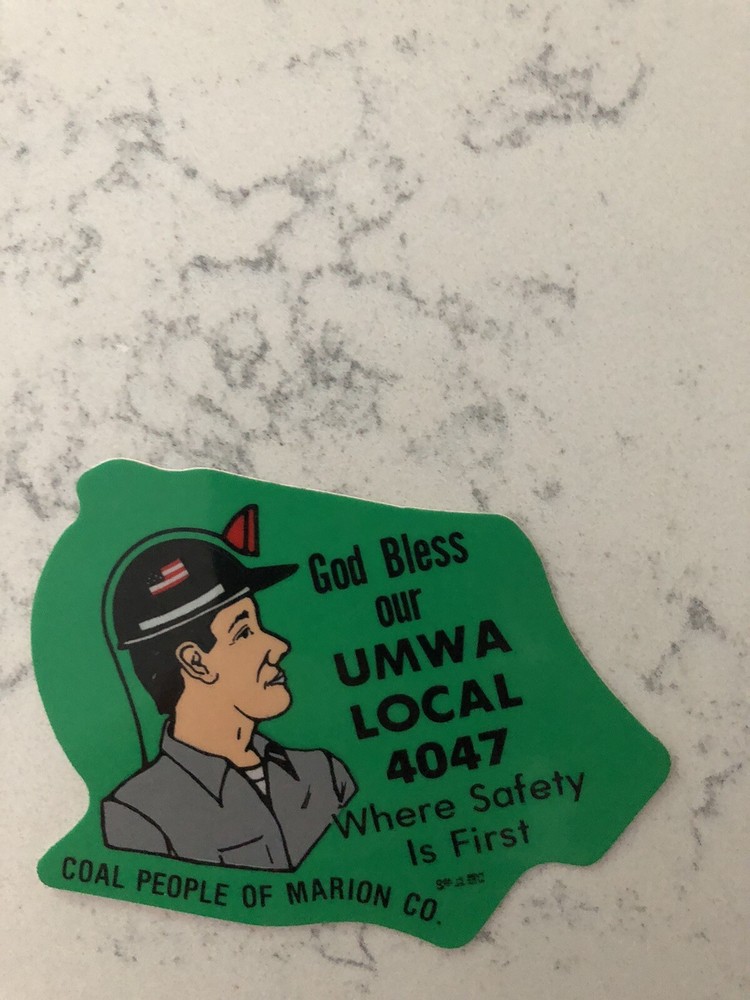 God Bless
our
UMWA
LOCAL
4047
Where Safety
Is First
COAL PEOPLE OF MARION CO.